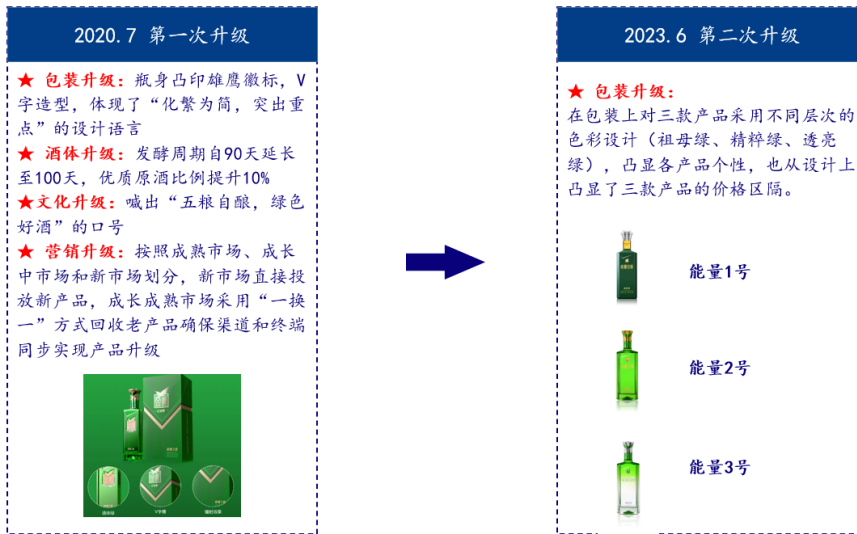 2020.7 第一次升级
★ 包装升级：瓶身凸印雄鹰徽标，V
字造型，体现了“化繁为简，突出重
点”的设计语言
★ 酒体升级：发酵周期自90天延长
至100天，优质原酒比例提升10%
★文化升级：喊出“五粮自酿，绿色
好酒”的口号
★ 营销升级：按照成熟市场、成长
中市场和新市场划分，新市场直接投
放新产品，成长成熟市场采用“一换
一”方式回收老产品确保渠道和终端
同步实现产品升级
2023.6 第二次升级
★ 包装升级：
在包装上对三款产品采用不同层次的
色彩设计（祖母绿、精粹绿、透亮
绿），凸显各产品个性，也从设计上
凸显了三款产品的价格区隔。
能量1号
能量2号
能量3号